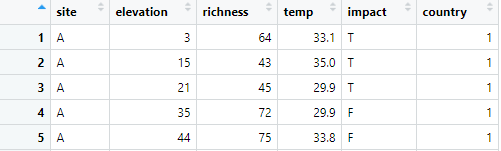 site elevation richness temp impact country
1 A 3 64 33.1 T 1
2 A 15 43 35.0 T 1
3 A 21 45 29.9 T 1
4 A 35 72 29.9 F 1
5 A 44 75 33.8 F 1